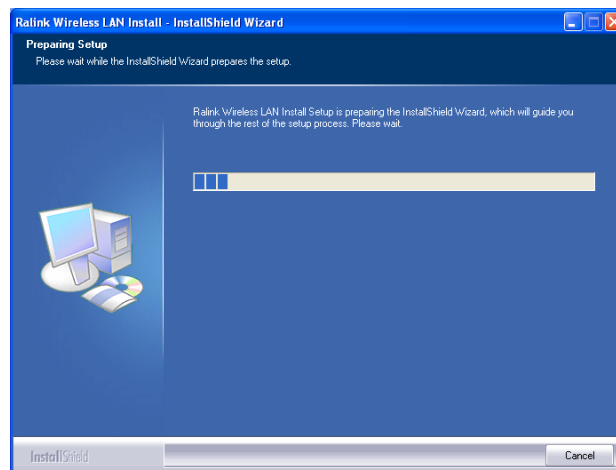 Ralink Wireless LAN Install - InstallShield Wizard
Preparing Setup
Please wait while the InstallShield Wizard prepares the setup.
Ralink Wireless LAN Install Setup is preparing the InstallShield Wizard, which will guide you
through the rest of the setup process. Please wait.
InstallShield
Cancel